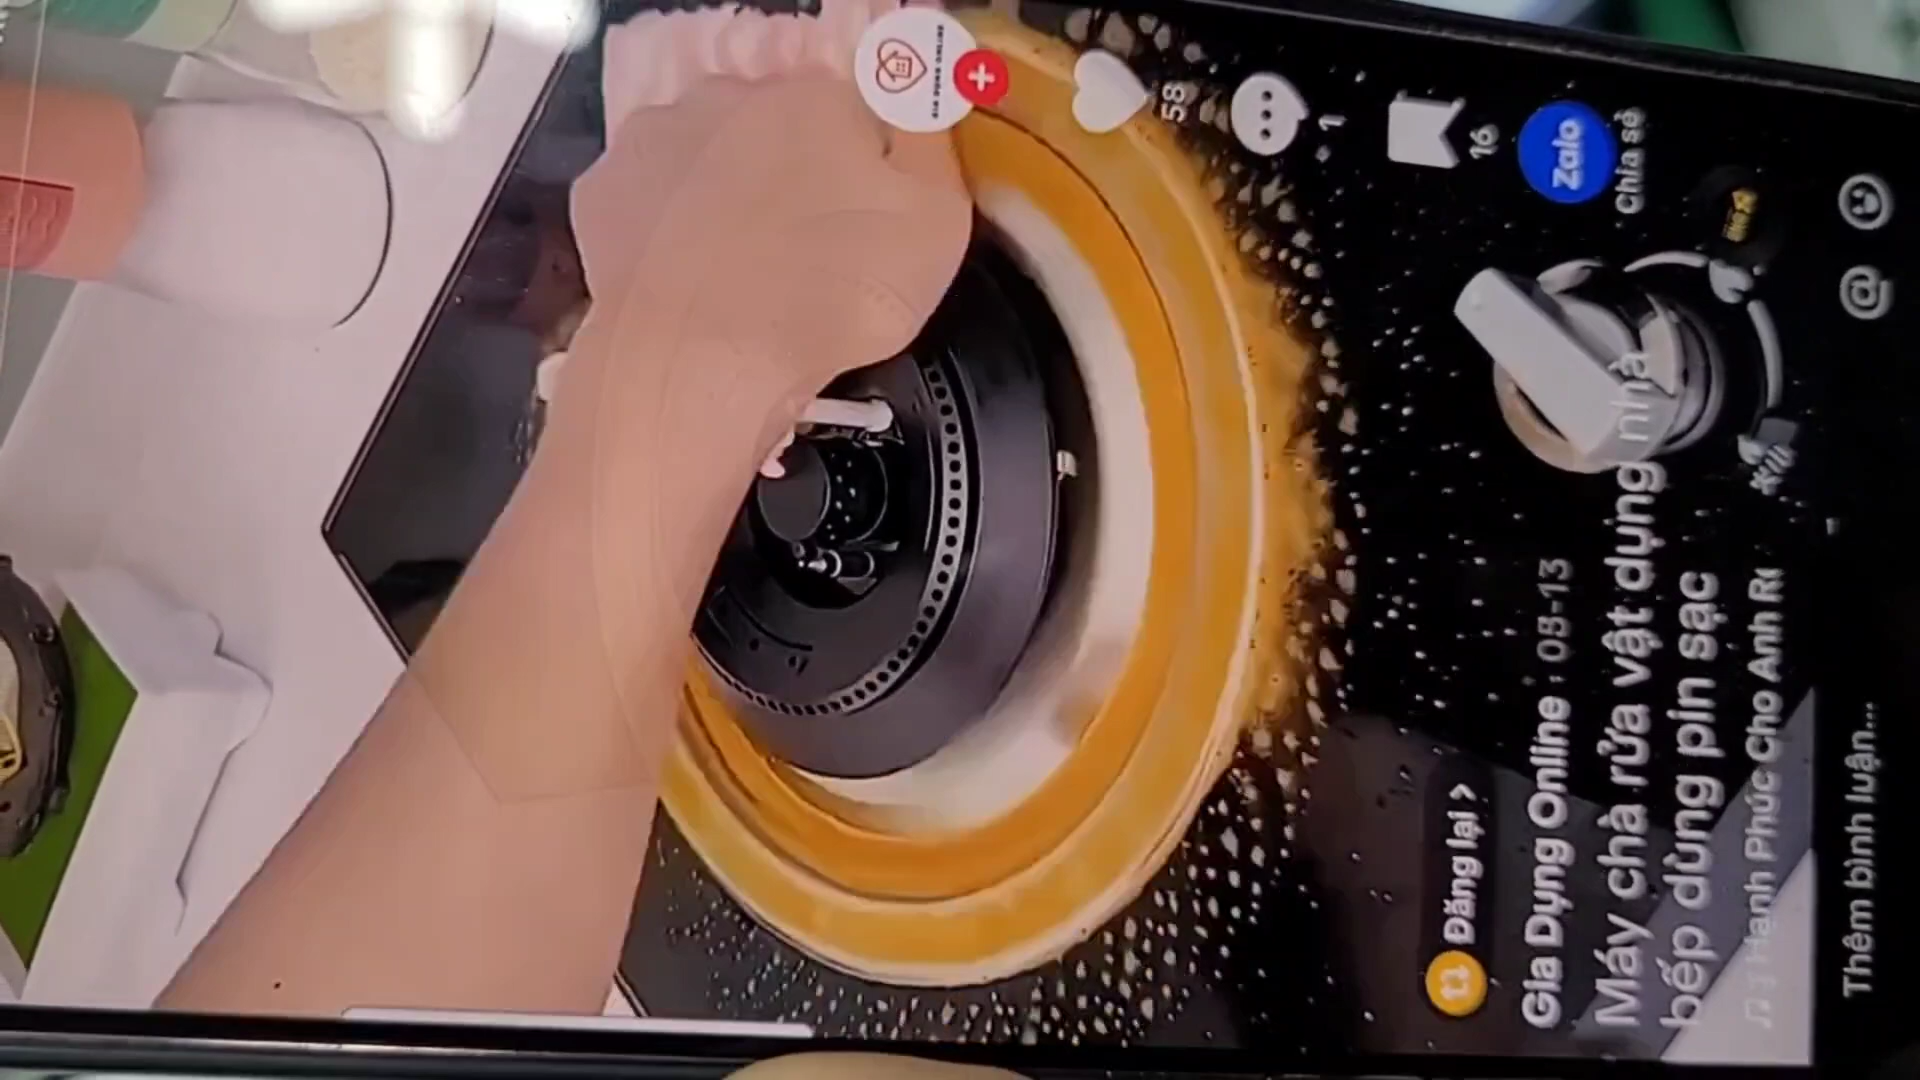 58
1
16
Zalo
Chia sẻ
Đăng lại >
Gia Dụng Online · 08-13
Máy chà rửa vật dụng nhà
bếp dùng pin sạc
Hạnh Phúc Cho Anh
Thêm bình luận...
@